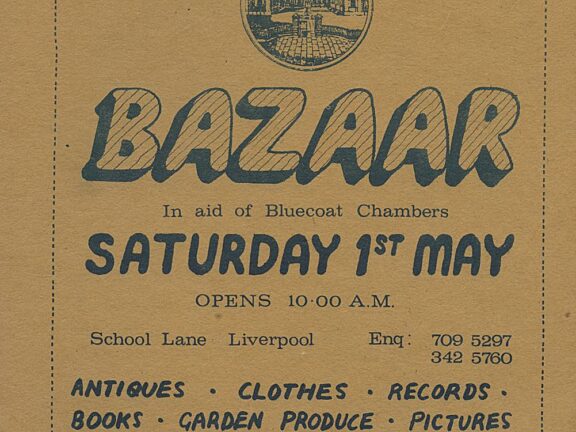 BAZAAR
In aid of Bluecoat Chambers
SATURDAY 1ST MAY
OPENS 10·00 A.M.
School Lane Liverpool Enq: 709 5297
342 5760
ANTIQUES · CLOTHES · RECORDS ·
BOOKS · GARDEN PRODUCE · PICTURES